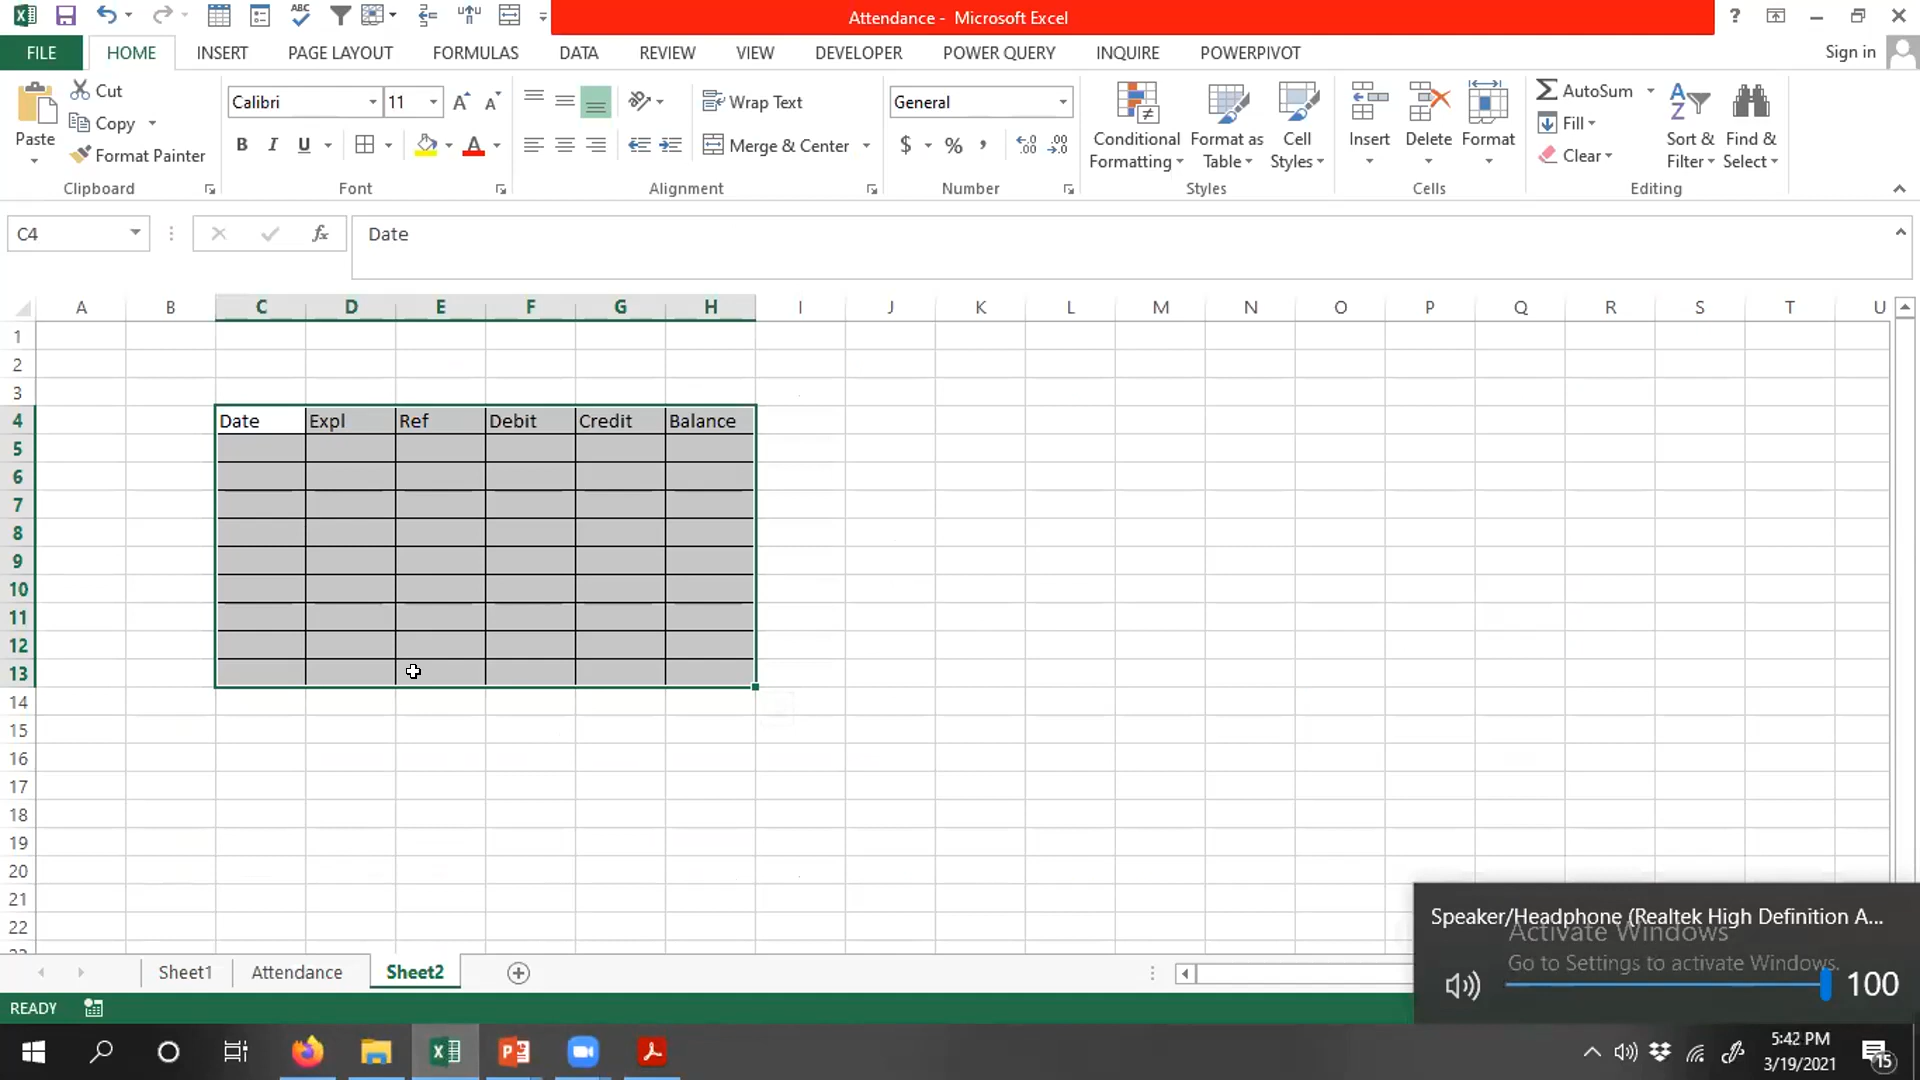 Attendance - Microsoft Excel
?
FILE
HOME
INSERT
PAGE LAYOUT
FORMULAS
DATA
REVIEW
VIEW
DEVELOPER
POWER QUERY
INQUIRE
POWERPIVOT
Sign in
Paste
Cut
Copy
Format Painter
Clipboard
Calibri
11
B I U
Font
Wrap Text
Merge & Center
Alignment
General
$ % ,
Number
Conditional
Formatting
Format as
Table
Cell
Styles
Styles
Insert
Delete
Format
Cells
AutoSum
Fill
Clear
Sort &
Filter
Find &
Select
Editing
C4
fx
Date
A B C D E F G H I J K L M N O P Q R S T U
1
2
3
4 Date Expl Ref Debit Credit Balance
5
6
7
8
9
10
11
12
13
14
15
16
17
18
19
20
21
22
Sheet1
Attendance
Sheet2
READY
Speaker/Headphone (Realtek High Definition A...
Activate Windows
Go to Settings to activate Windows.
100
5:42 PM
3/19/2021
15